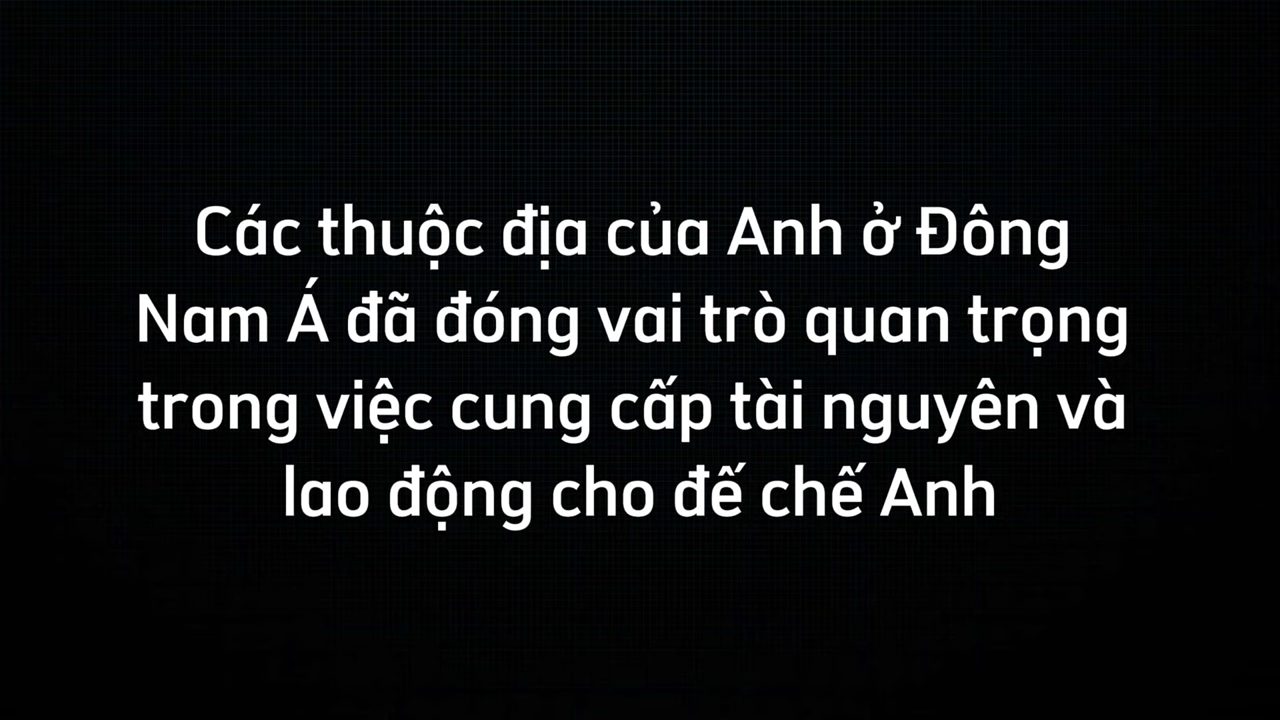 Các thuộc địa của Anh ở Đông
Nam Á đã đóng vai trò quan trọng
trong việc cung cấp tài nguyên và
lao động cho đế chế Anh